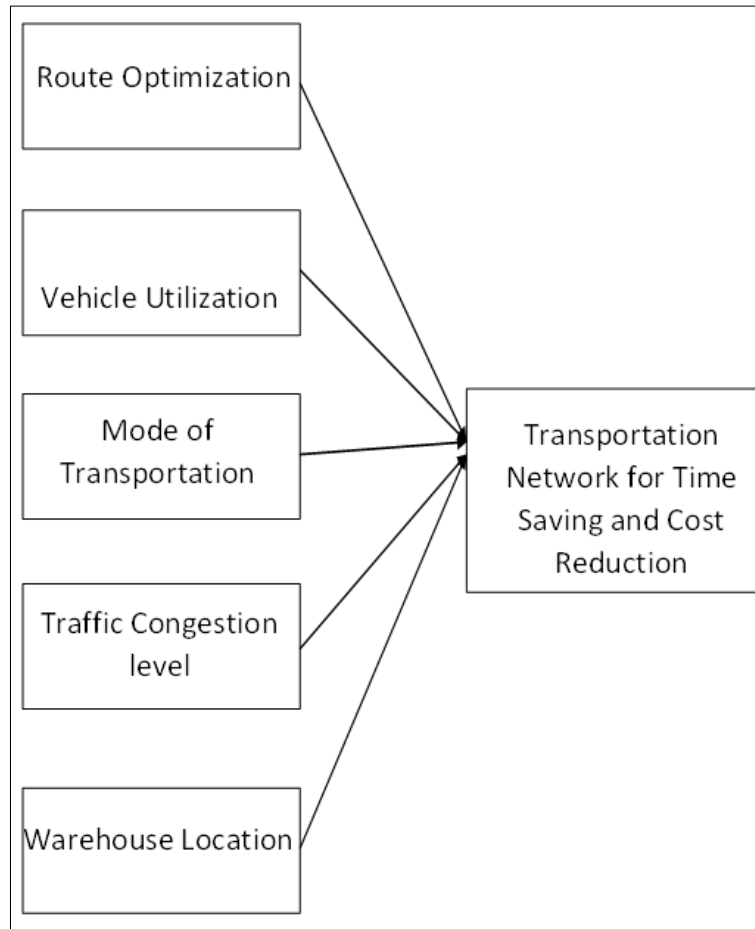 Route Optimization
Vehicle Utilization
Mode of
Transportation
Traffic Congestion
level
Warehouse Location
Transportation
Network for Time
Saving and Cost
Reduction